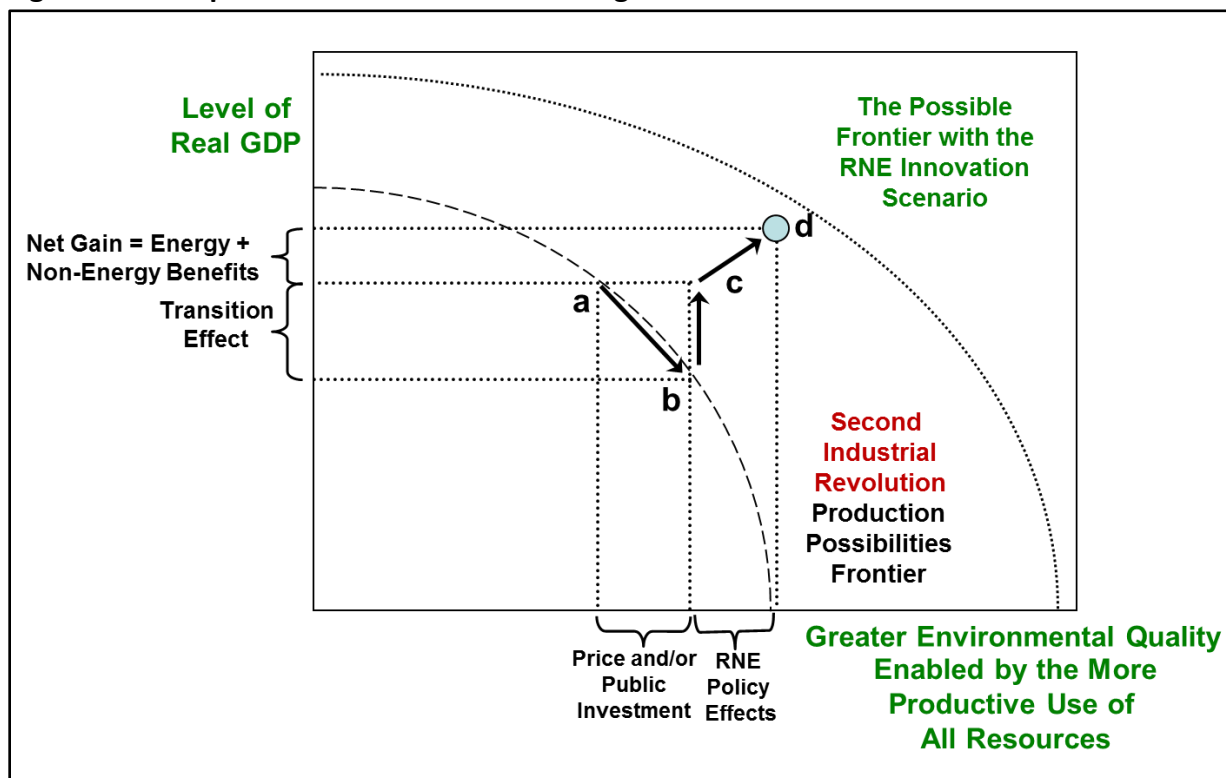 Level of
Real GDP
The Possible
Frontier with the
RNE Innovation
Scenario
Net Gain = Energy +
Non-Energy Benefits
Transition
Effect
a
b
c
d
Second
Industrial
Revolution
Production
Possibilities
Frontier
Price and/or
Public
Investment
RNE
Policy
Effects
Greater Environmental Quality
Enabled by the More
Productive Use of
All Resources